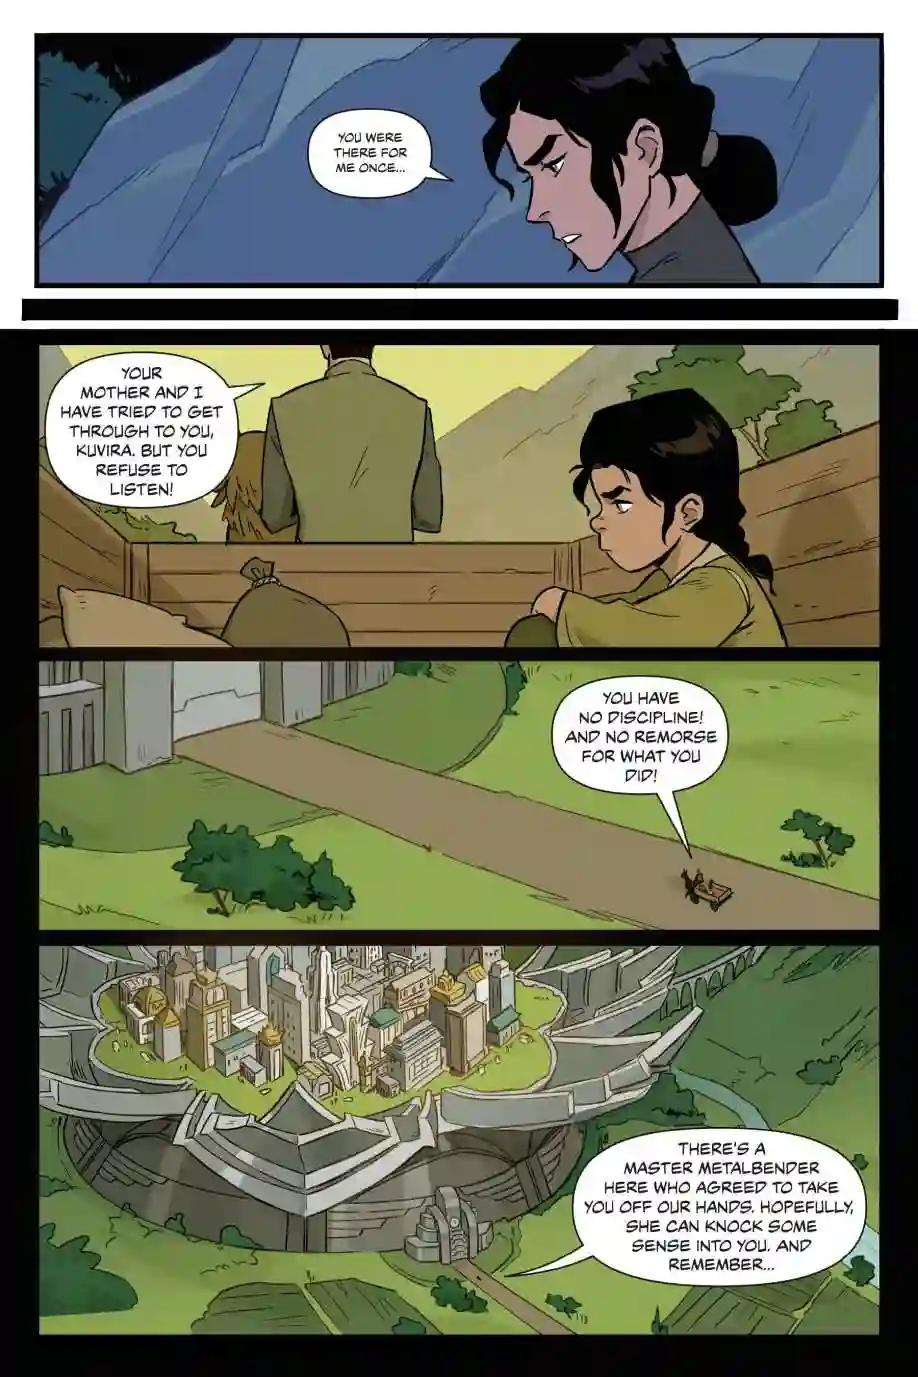 YOU WERE
THERE FOR
ME ONCE...
YOUR
MOTHER AND I
HAVE TRIED TO GET
THROUGH TO YOU,
KUVIRA. BUT YOU
REFUSE TO
LISTEN!
YOU HAVE
NO DISCIPLINE!
AND NO REMORSE
FOR WHAT YOU
DID!
THERE'S A
MASTER METALBENDER
HERE WHO AGREED TO TAKE
YOU OFF OUR HANDS. HOPEFULLY,
SHE CAN KNOCK SOME
SENSE INTO YOU. AND
REMEMBER...